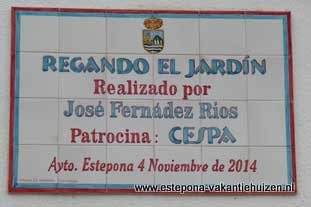 REGANDO EL JARDÍN
Realizado por
José Fernádez Rios
Patrocina: CESPA
Ayto. Estepona 4 Noviembre de 2014
www.estepona-vakantiehuizen.nl